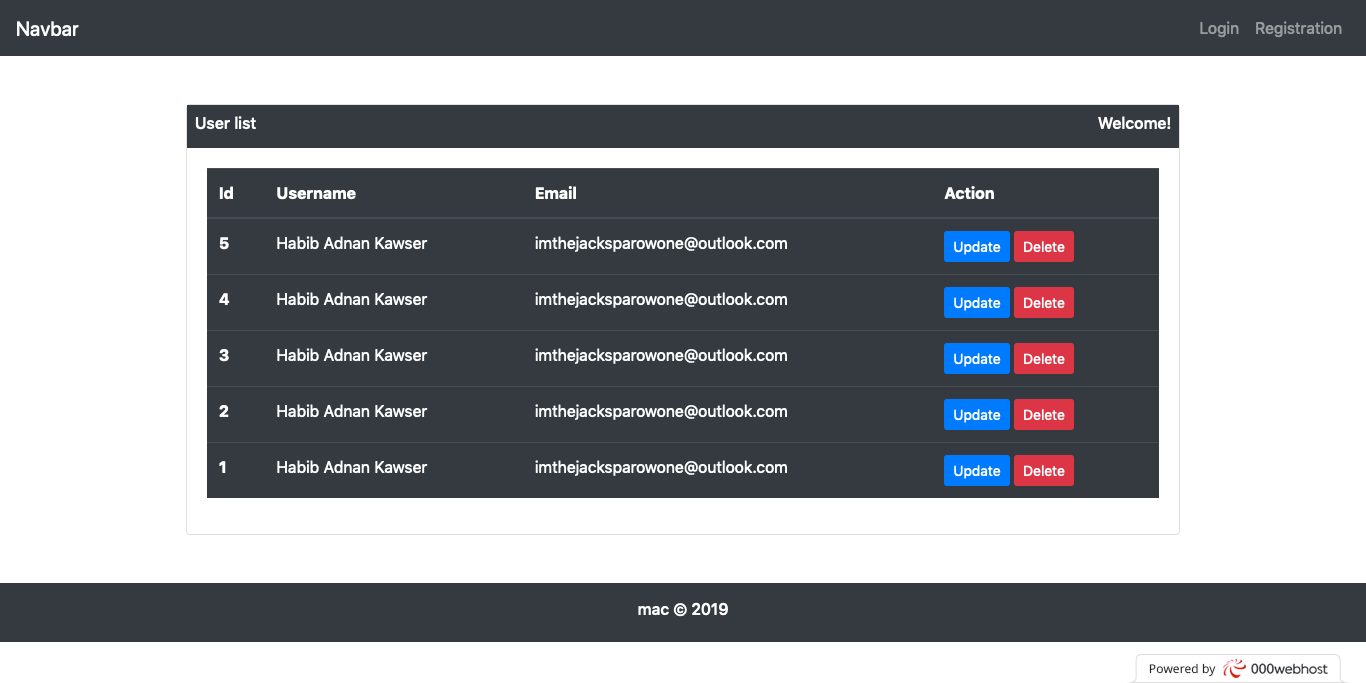 Navbar Login Registration
User list Welcome!
Id Username Email Action
5 Habib Adnan Kawser imthejacksparowone@outlook.com Update Delete
4 Habib Adnan Kawser imthejacksparowone@outlook.com Update Delete
3 Habib Adnan Kawser imthejacksparowone@outlook.com Update Delete
2 Habib Adnan Kawser imthejacksparowone@outlook.com Update Delete
1 Habib Adnan Kawser imthejacksparowone@outlook.com Update Delete
mac © 2019
Powered by 000webhost